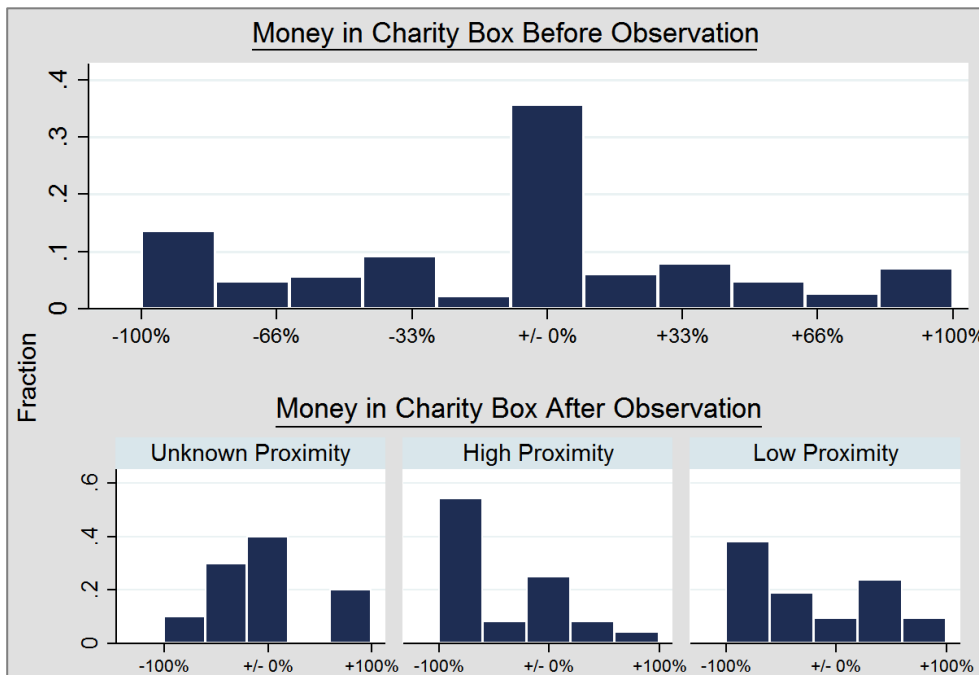 Money in Charity Box Before Observation
.4
.3
.2
.1
0
-100% -66% -33% +/- 0% +33% +66% +100%
Fraction
Money in Charity Box After Observation
Unknown Proximity High Proximity Low Proximity
.6
.4
.2
0
-100% +/- 0% +100% -100% +/- 0% +100% -100% +/- 0% +100%